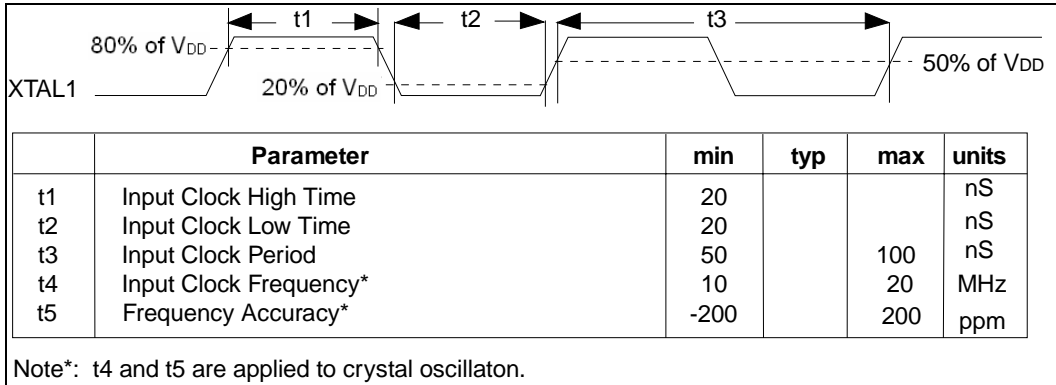 t1 t2 t3
80% of VDD
50% of VDD
XTAL1
20% of VDD
Parameter min typ max units
t1 Input Clock High Time 20 nS
t2 Input Clock Low Time 20 nS
t3 Input Clock Period 50 100 nS
t4 Input Clock Frequency* 10 20 MHz
t5 Frequency Accuracy* -200 200 ppm
Note*: t4 and t5 are applied to crystal oscillaton.